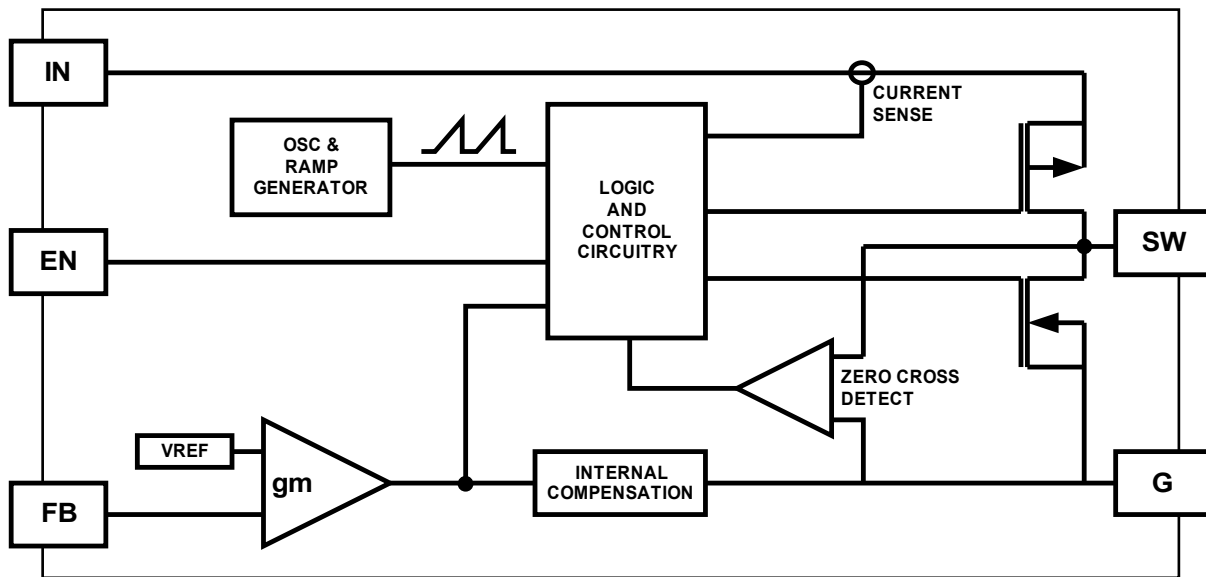 IN
CURRENT
SENSE
OSC &
RAMP
GENERATOR
LOGIC
AND
CONTROL
CIRCUITRY
EN
SW
ZERO CROSS
DETECT
VREF
gm
INTERNAL
COMPENSATION
FB
G